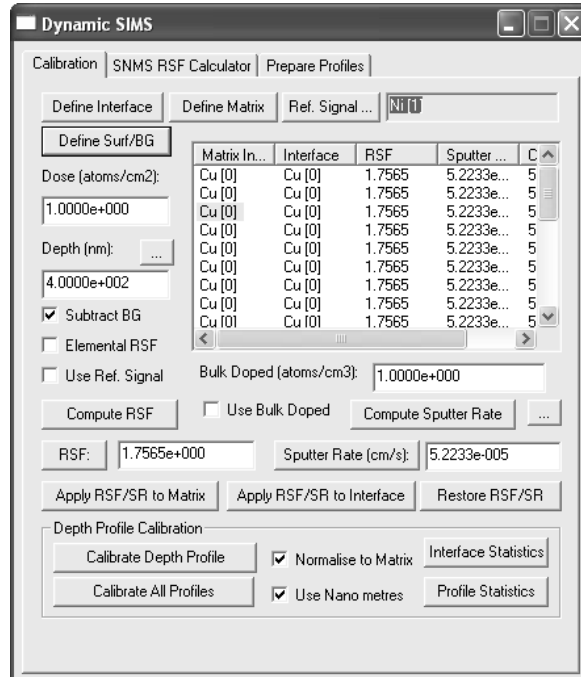 Dynamic SIMS
Calibration SNMS RSF Calculator Prepare Profiles
Define Interface Define Matrix Ref. Signal ... Ni [1]
Define Surf/BG
Matrix In... Interface RSF Sputter ... C
Cu [0] Cu [0] 1.7565 5.2233e... 5
Dose (atoms/cm2):
Cu [0] Cu [0] 1.7565 5.2233e... 5
1.0000e+000
Cu [0] Cu [0] 1.7565 5.2233e... 5
Cu [0] Cu [0] 1.7565 5.2233e... 5
Depth (nm): ...
Cu [0] Cu [0] 1.7565 5.2233e... 5
Cu [0] Cu [0] 1.7565 5.2233e... 5
4.0000e+002
Cu [0] Cu [0] 1.7565 5.2233e... 5
Cu [0] Cu [0] 1.7565 5.2233e... 5
Subtract BG
Cu [0] Cu [0] 1.7565 5.2233e... 5
Elemental RSF
Use Ref. Signal Bulk Doped (atoms/cm3): 1.0000e+000
Compute RSF Use Bulk Doped Compute Sputter Rate ...
RSF: 1.7565e+000 Sputter Rate (cm/s): 5.2233e-005
Apply RSF/SR to Matrix Apply RSF/SR to Interface Restore RSF/SR
Depth Profile Calibration
Calibrate Depth Profile Normalise to Matrix Interface Statistics
Calibrate All Profiles Use Nano metres Profile Statistics